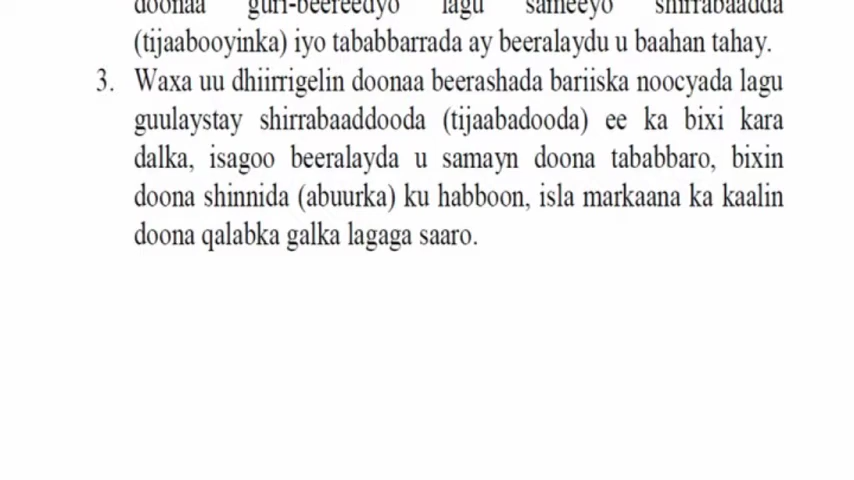 doonaa guri-beereedyo lagu sameeyo shirrabaadda
(tijaabooyinka) iyo tababbarrada ay beeralaydu u baahan tahay.
3. Waxa uu dhiirrigelin doonaa beerashada bariiska noocyada lagu
guulaystay shirrabaaddooda (tijaabadooda) ee ka bixi kara
dalka, isagoo beeralayda u samayn doona tababbaro, bixin
doona shinnida (abuurka) ku habboon, isla markaana ka kaalin
doona qalabka galka lagaga saaro.